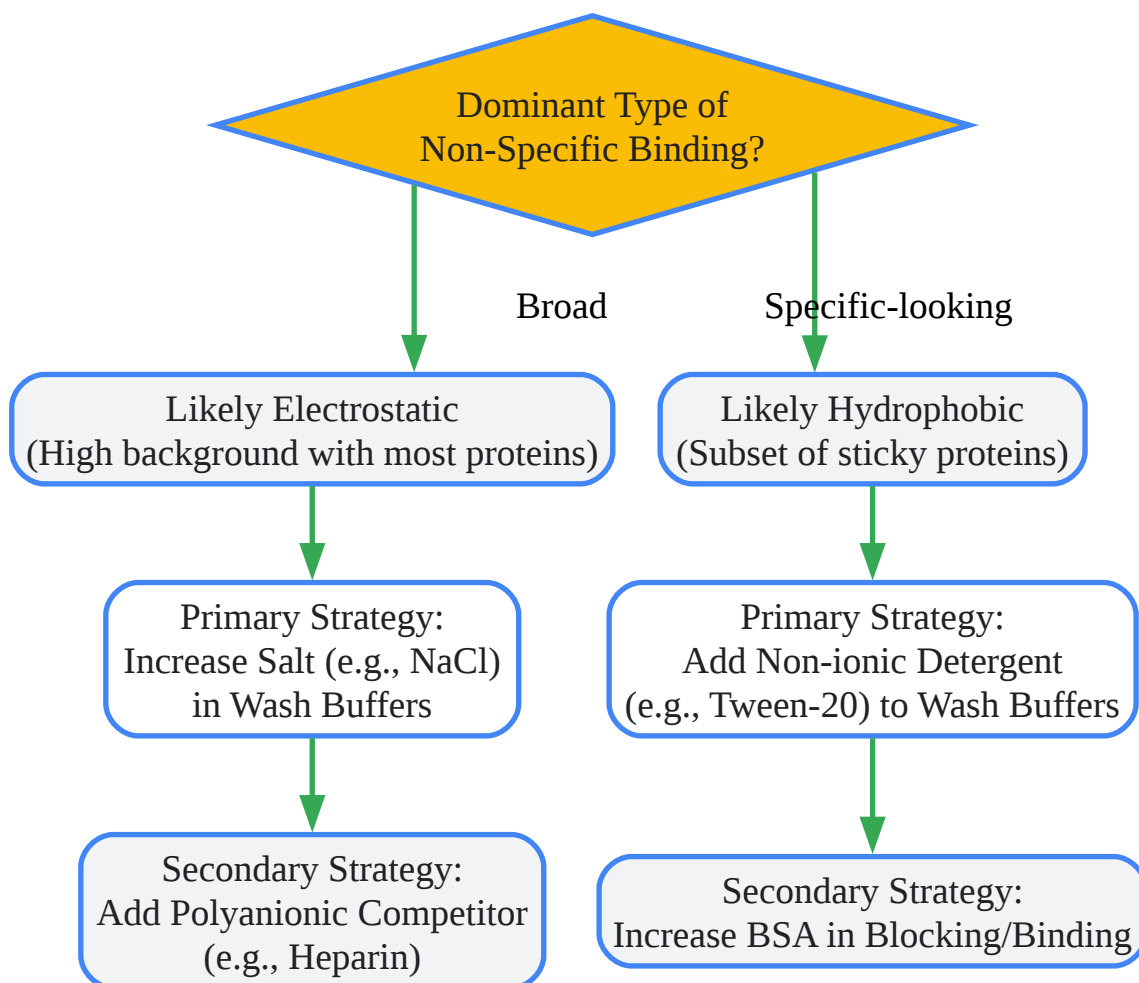 Dominant Type of
Non-Specific Binding?
Broad
Specific-looking
Likely Electrostatic
(High background with most proteins)
Likely Hydrophobic
(Subset of sticky proteins)
Primary Strategy:
Increase Salt (e.g., NaCl)
in Wash Buffers
Primary Strategy:
Add Non-ionic Detergent
(e.g., Tween-20) to Wash Buffers
Secondary Strategy:
Add Polyanionic Competitor
(e.g., Heparin)
Secondary Strategy:
Increase BSA in Blocking/Binding